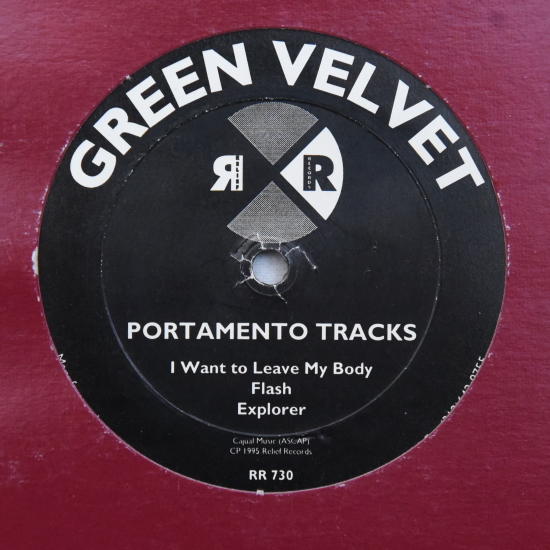 GREEN VELVET
RELIEF
RECORDS
R R
PORTAMENTO TRACKS
I Want to Leave My Body
Flash
Explorer
Cajual Music (ASCAP)
CP 1995 Relief Records
RR 730